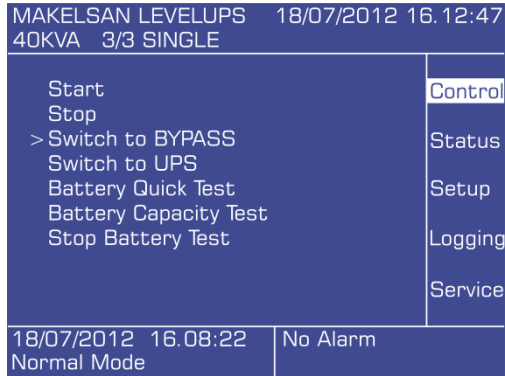 MAKELSAN LEVELUPS 18/07/2012 16.12:47
40KVA 3/3 SINGLE
Start
Stop
> Switch to BYPASS
Switch to UPS
Battery Quick Test
Battery Capacity Test
Stop Battery Test
Control
Status
Setup
Logging
Service
18/07/2012 16.08:22
Normal Mode
No Alarm